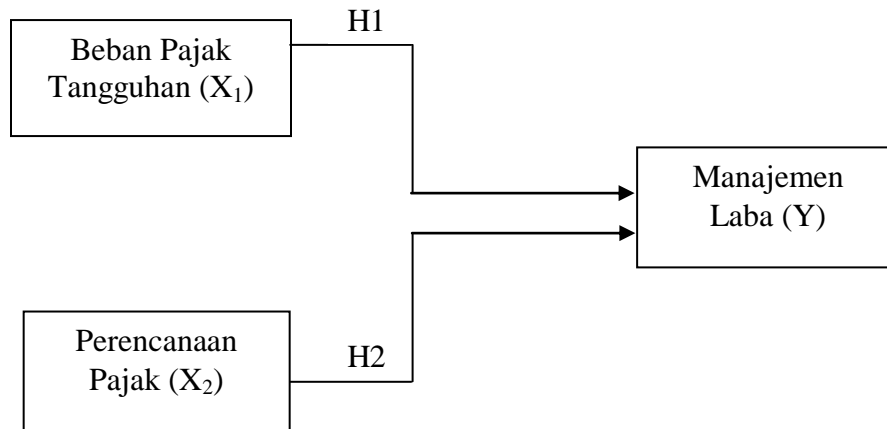 H1
Beban Pajak
Tangguhan (X₁)
Manajemen
Laba (Y)
Perencanaan
Pajak (X₂)
H2